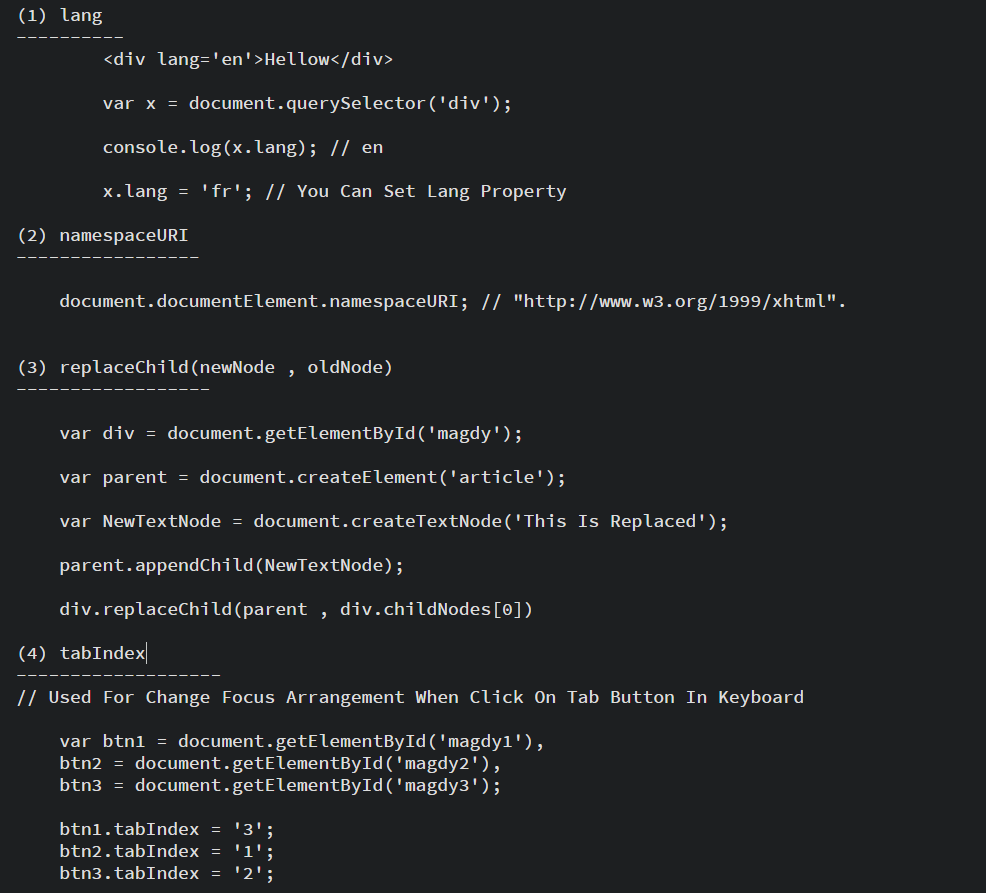 (1) lang
----------
<div lang='en'>Hellow</div>
var x = document.querySelector('div');
console.log(x.lang); // en
x.lang = 'fr'; // You Can Set Lang Property
(2) namespaceURI
-----------------
document.documentElement.namespaceURI; // "http://www.w3.org/1999/xhtml".
(3) replaceChild(newNode , oldNode)
------------------
var div = document.getElementById('magdy');
var parent = document.createElement('article');
var NewTextNode = document.createTextNode('This Is Replaced');
parent.appendChild(NewTextNode);
div.replaceChild(parent , div.childNodes[0])
(4) tabIndex
-------------------
// Used For Change Focus Arrangement When Click On Tab Button In Keyboard
var btn1 = document.getElementById('magdy1'),
btn2 = document.getElementById('magdy2'),
btn3 = document.getElementById('magdy3');
btn1.tabIndex = '3';
btn2.tabIndex = '1';
btn3.tabIndex = '2';